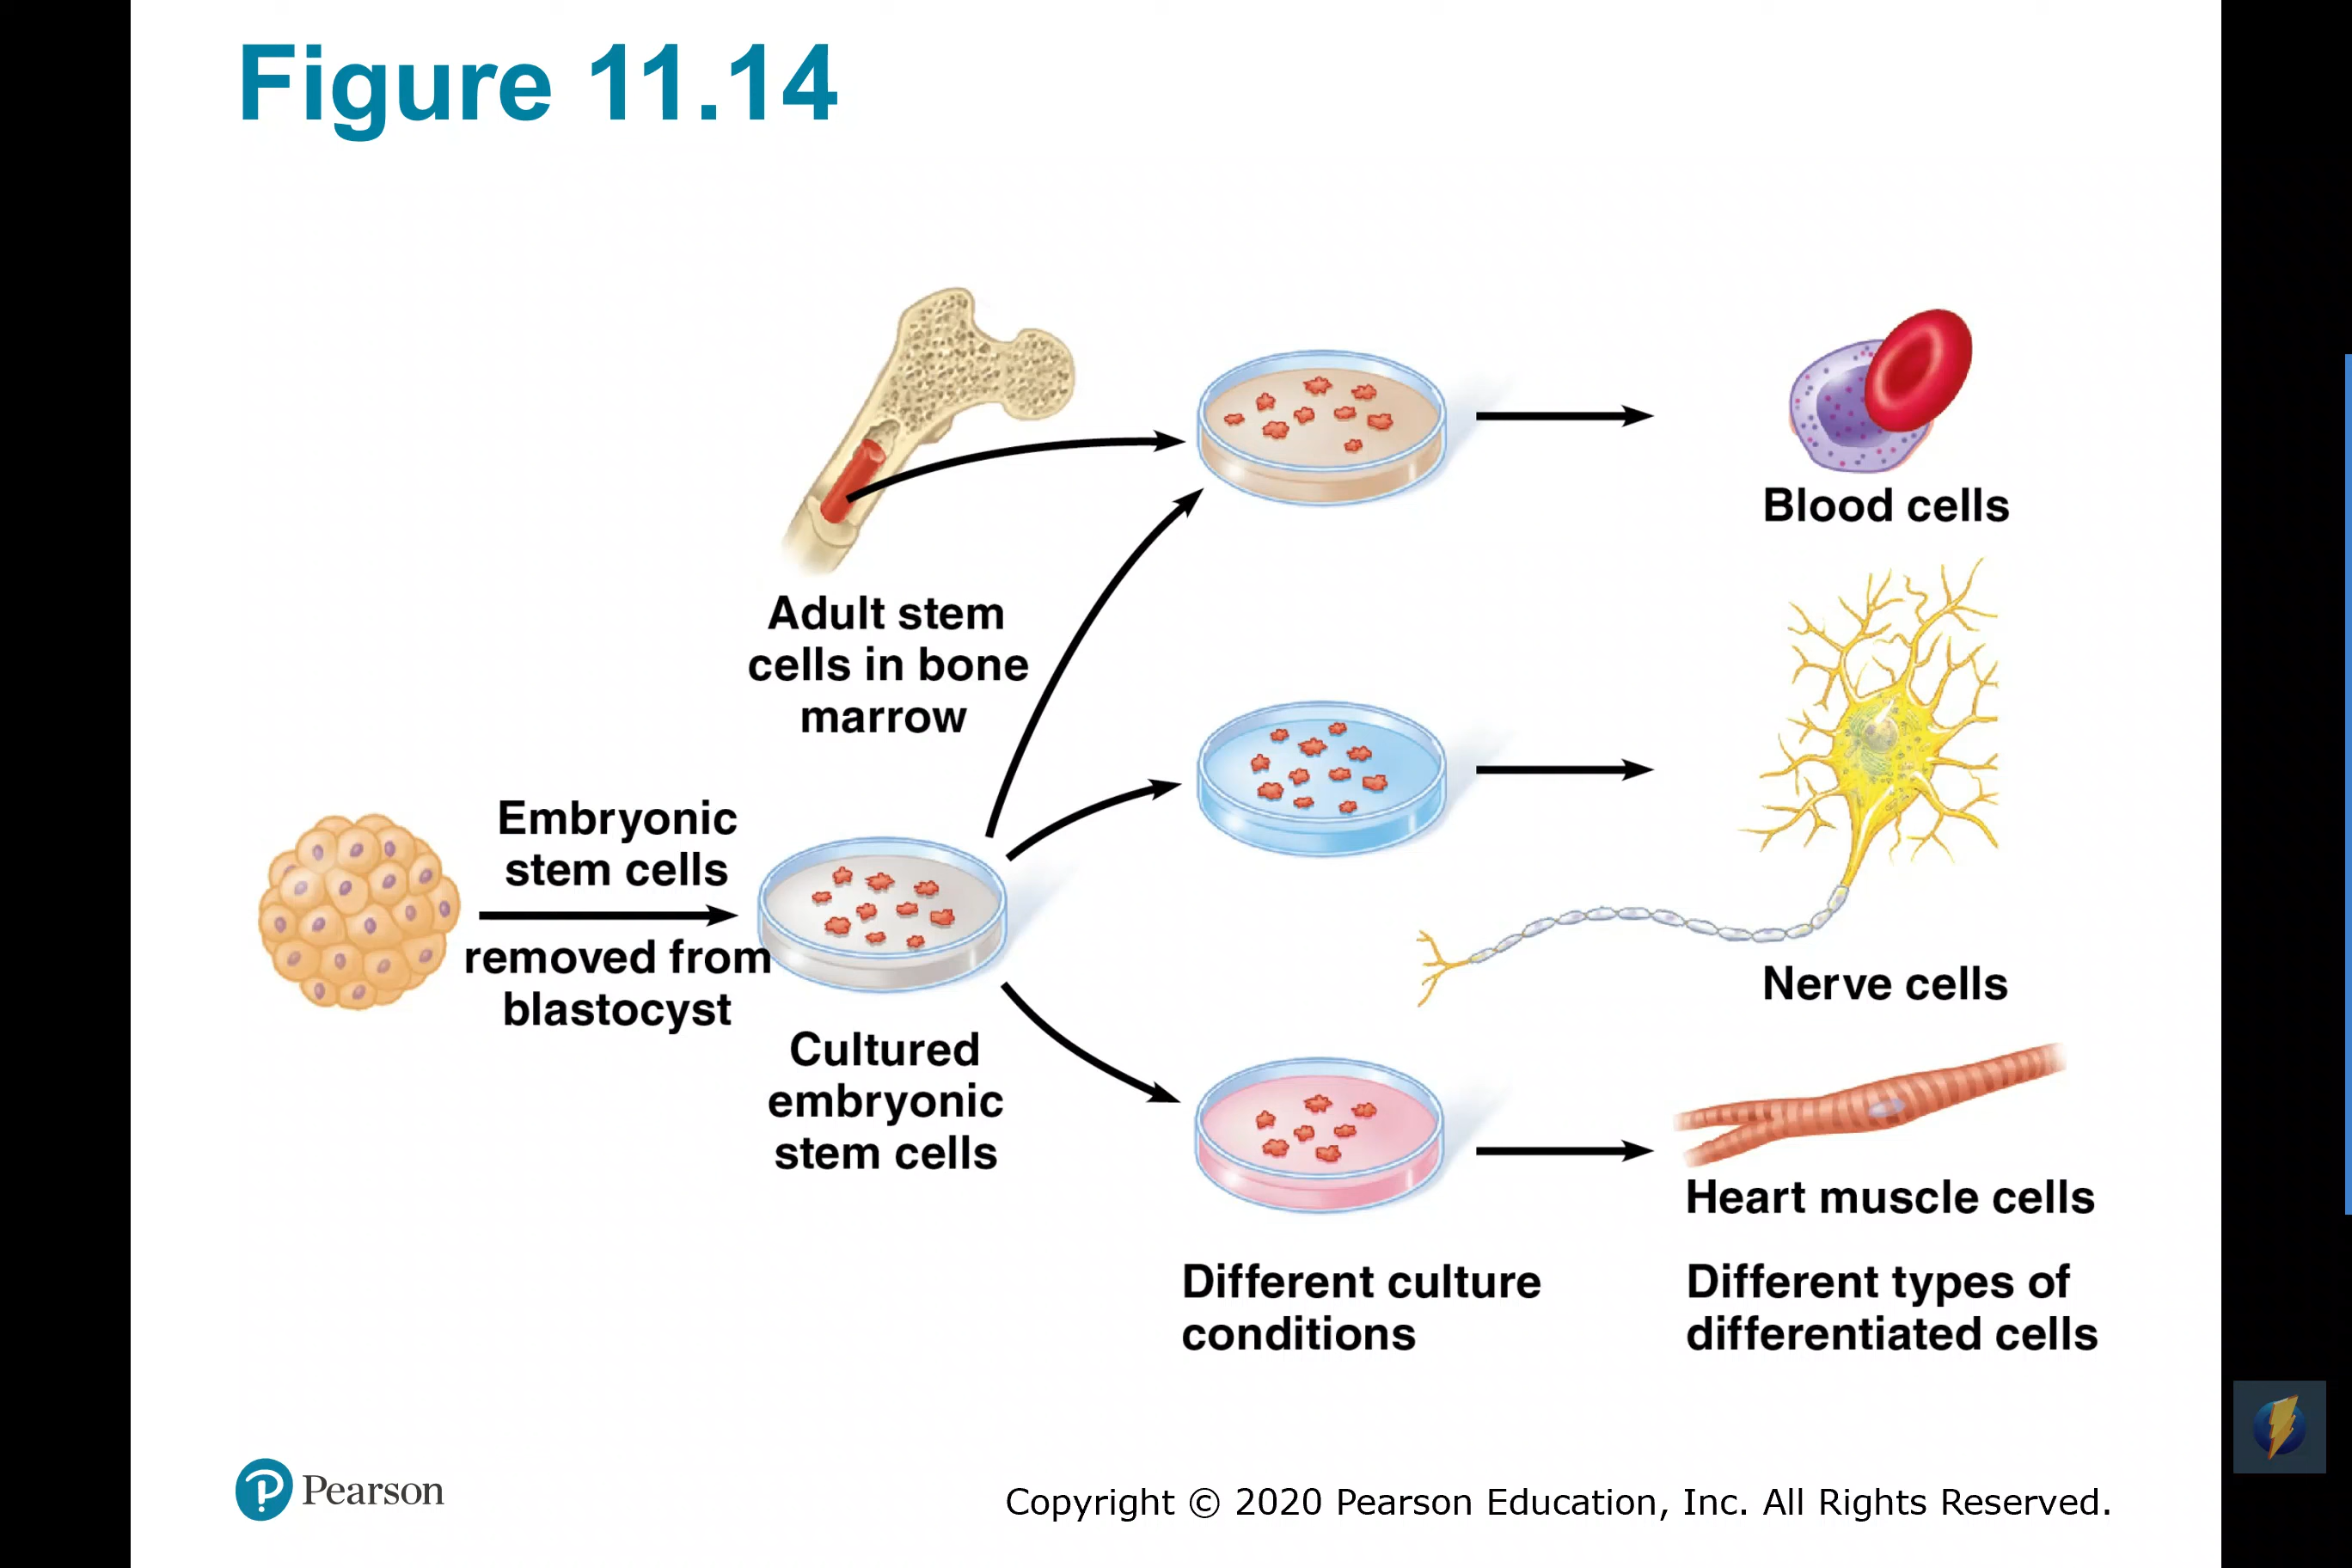 Figure 11.14
Adult stem
cells in bone
marrow
Blood cells
Embryonic
stem cells
removed from
blastocyst
Cultured
embryonic
stem cells
Nerve cells
Heart muscle cells
Different culture
conditions
Different types of
differentiated cells
P Pearson
Copyright © 2020 Pearson Education, Inc. All Rights Reserved.